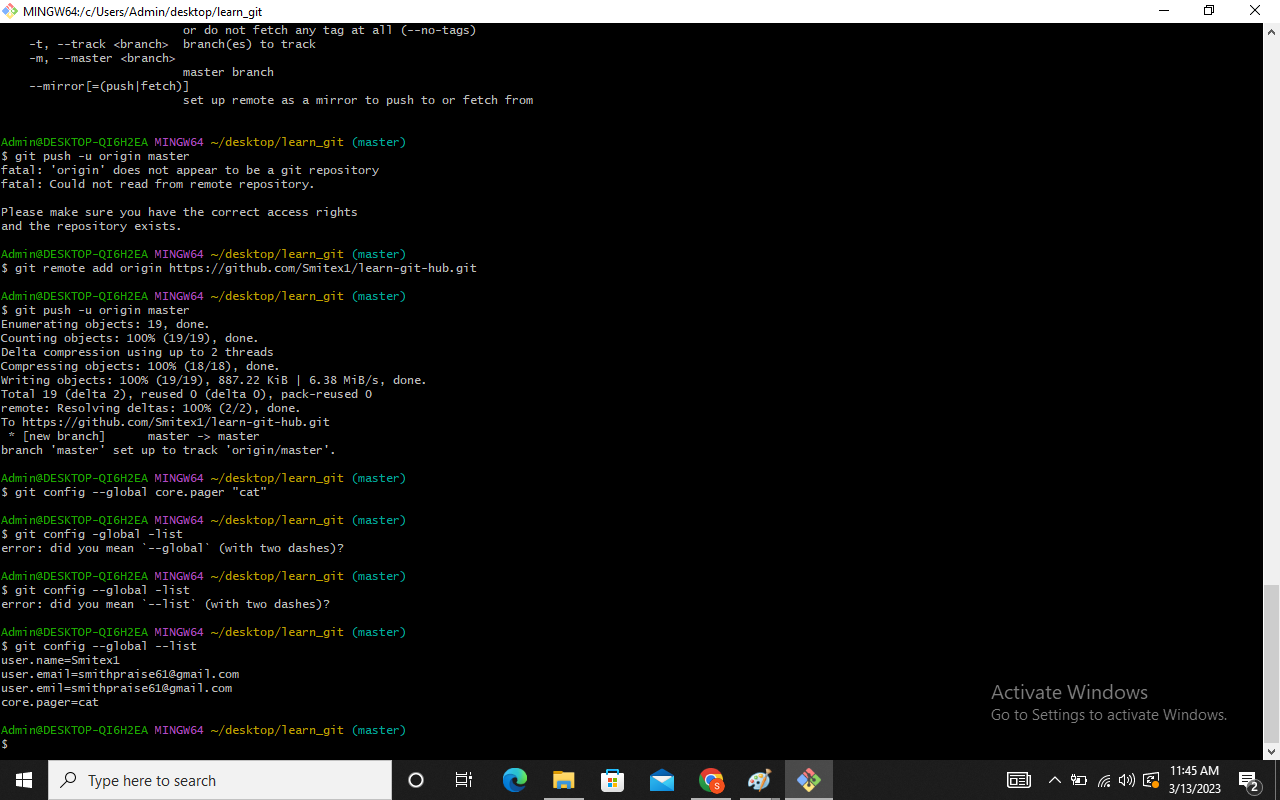 MINGW64:/c/Users/Admin/desktop/learn_git
or do not fetch any tag at all (--no-tags)
-t, --track <branch>  branch(es) to track
-m, --master <branch>
master branch
--mirror[=(push|fetch)]
set up remote as a mirror to push to or fetch from
Admin@DESKTOP-QI6H2EA MINGW64 ~/desktop/learn_git (master)
$ git push -u origin master
fatal: 'origin' does not appear to be a git repository
fatal: Could not read from remote repository.
Please make sure you have the correct access rights
and the repository exists.
Admin@DESKTOP-QI6H2EA MINGW64 ~/desktop/learn_git (master)
$ git remote add origin https://github.com/Smitex1/learn-git-hub.git
Admin@DESKTOP-QI6H2EA MINGW64 ~/desktop/learn_git (master)
$ git push -u origin master
Enumerating objects: 19, done.
Counting objects: 100% (19/19), done.
Delta compression using up to 2 threads
Compressing objects: 100% (18/18), done.
Writing objects: 100% (19/19), 887.22 KiB | 6.38 MiB/s, done.
Total 19 (delta 2), reused 0 (delta 0), pack-reused 0
remote: Resolving deltas: 100% (2/2), done.
To https://github.com/Smitex1/learn-git-hub.git
* [new branch]      master -> master
branch 'master' set up to track 'origin/master'.
Admin@DESKTOP-QI6H2EA MINGW64 ~/desktop/learn_git (master)
$ git config --global core.pager "cat"
Admin@DESKTOP-QI6H2EA MINGW64 ~/desktop/learn_git (master)
$ git config -global -list
error: did you mean `--global` (with two dashes)?
Admin@DESKTOP-QI6H2EA MINGW64 ~/desktop/learn_git (master)
$ git config --global -list
error: did you mean `--list` (with two dashes)?
Admin@DESKTOP-QI6H2EA MINGW64 ~/desktop/learn_git (master)
$ git config --global --list
user.name=Smitex1
user.email=smithpraise61@gmail.com
user.emil=smithpraise61@gmail.com
core.pager=cat
Admin@DESKTOP-QI6H2EA MINGW64 ~/desktop/learn_git (master)
$
Activate Windows
Go to Settings to activate Windows.
Type here to search
S
11:45 AM
3/13/2023
2